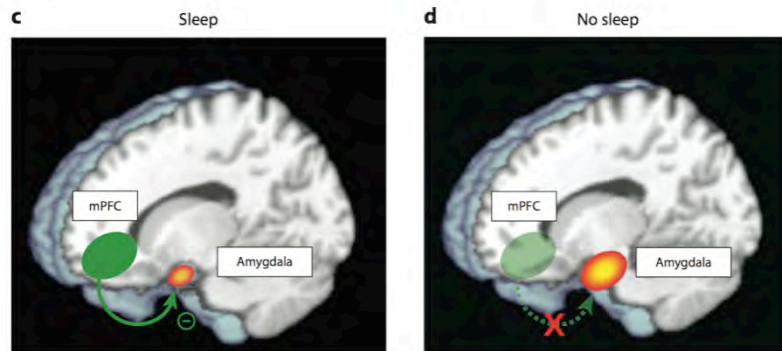 c
Sleep
mPFC
Amygdala
⊖
d
No sleep
mPFC
Amygdala
X